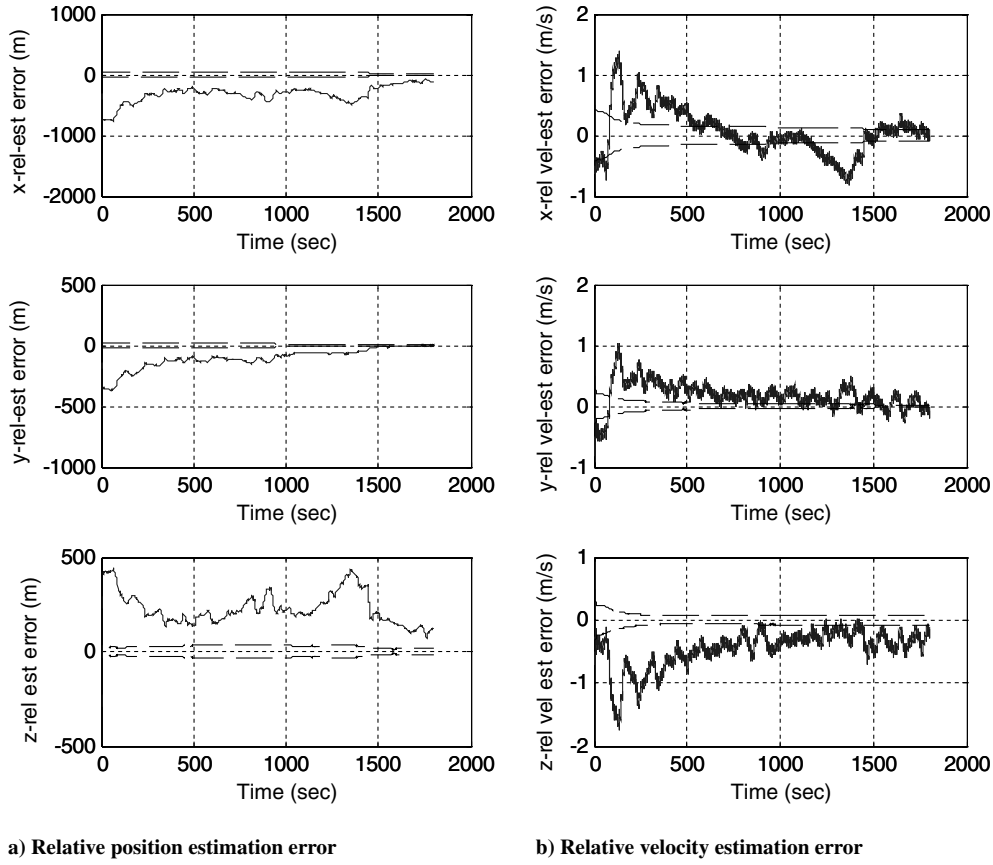 1000
0
-1000
-2000
x-rel-est error (m)
0 500 1000 1500 2000
Time (sec)
2
1
0
-1
x-rel vel-est error (m/s)
0 500 1000 1500 2000
Time (sec)
500
0
-500
-1000
y-rel-est error (m)
0 500 1000 1500 2000
Time (sec)
2
1
0
-1
y-rel vel-est error (m/s)
0 500 1000 1500 2000
Time (sec)
500
0
-500
z-rel est error (m)
0 500 1000 1500 2000
Time (sec)
1
0
-1
-2
z-rel vel est error (m/s)
0 500 1000 1500 2000
Time (sec)
a) Relative position estimation error
b) Relative velocity estimation error